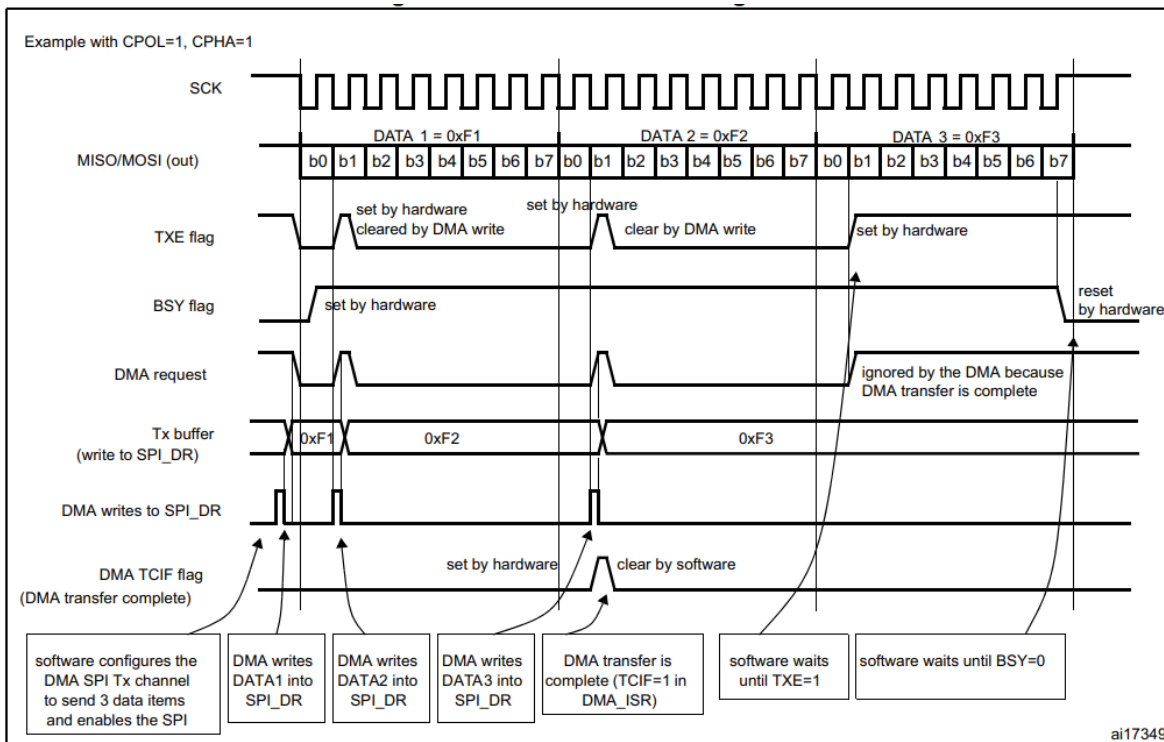 Example with CPOL=1, CPHA=1
SCK
DATA 1 = 0xF1
DATA 2 = 0xF2
DATA 3 = 0xF3
MISO/MOSI (out)
b0 b1 b2 b3 b4 b5 b6 b7 b0 b1 b2 b3 b4 b5 b6 b7 b0 b1 b2 b3 b4 b5 b6 b7
TXE flag
set by hardware
cleared by DMA write
set by hardware
clear by DMA write
set by hardware
BSY flag
set by hardware
reset
by hardware
DMA request
ignored by the DMA because
DMA transfer is complete
Tx buffer
(write to SPI_DR)
0xF1
0xF2
0xF3
DMA writes to SPI_DR
DMA TCIF flag
(DMA transfer complete)
set by hardware
clear by software
software configures the
DMA SPI Tx channel
to send 3 data items
and enables the SPI
DMA writes
DATA1 into
SPI_DR
DMA writes
DATA2 into
SPI_DR
DMA writes
DATA3 into
SPI_DR
DMA transfer is
complete (TCIF=1 in
DMA_ISR)
software waits
until TXE=1
software waits until BSY=0
ai17349